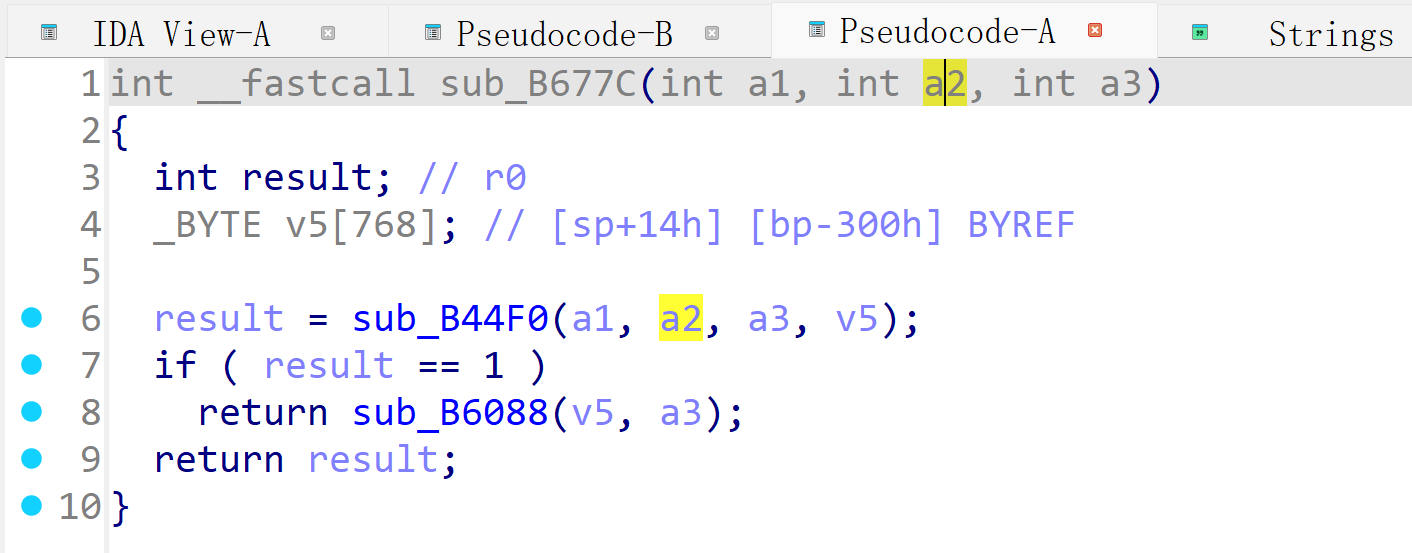 IDA View-A Pseudocode-B Pseudocode-A Strings
1 int __fastcall sub_B677C(int a1, int a2, int a3)
2 {
3   int result; // r0
4   _BYTE v5[768]; // [sp+14h] [bp-300h] BYREF
5
6   result = sub_B44F0(a1, a2, a3, v5);
7   if ( result == 1 )
8     return sub_B6088(v5, a3);
9   return result;
10 }